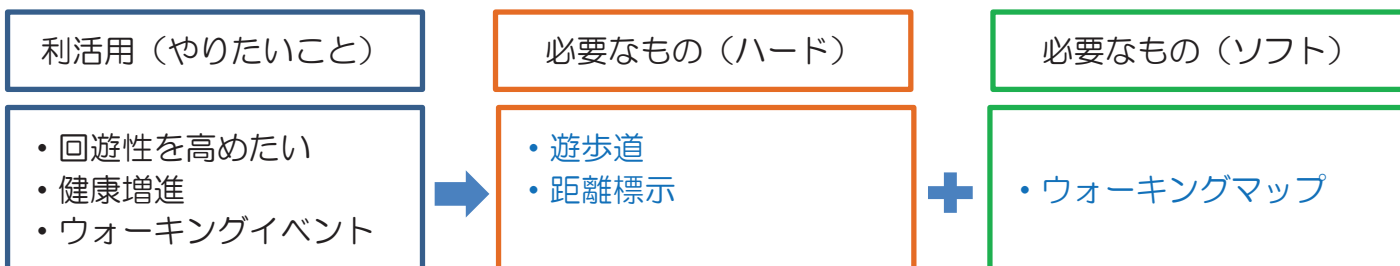 利活用（やりたいこと）
必要なもの（ハード）
必要なもの（ソフト）
・回遊性を高めたい
・健康増進
・ウォーキングイベント
・遊歩道
・距離標示
・ウォーキングマップ